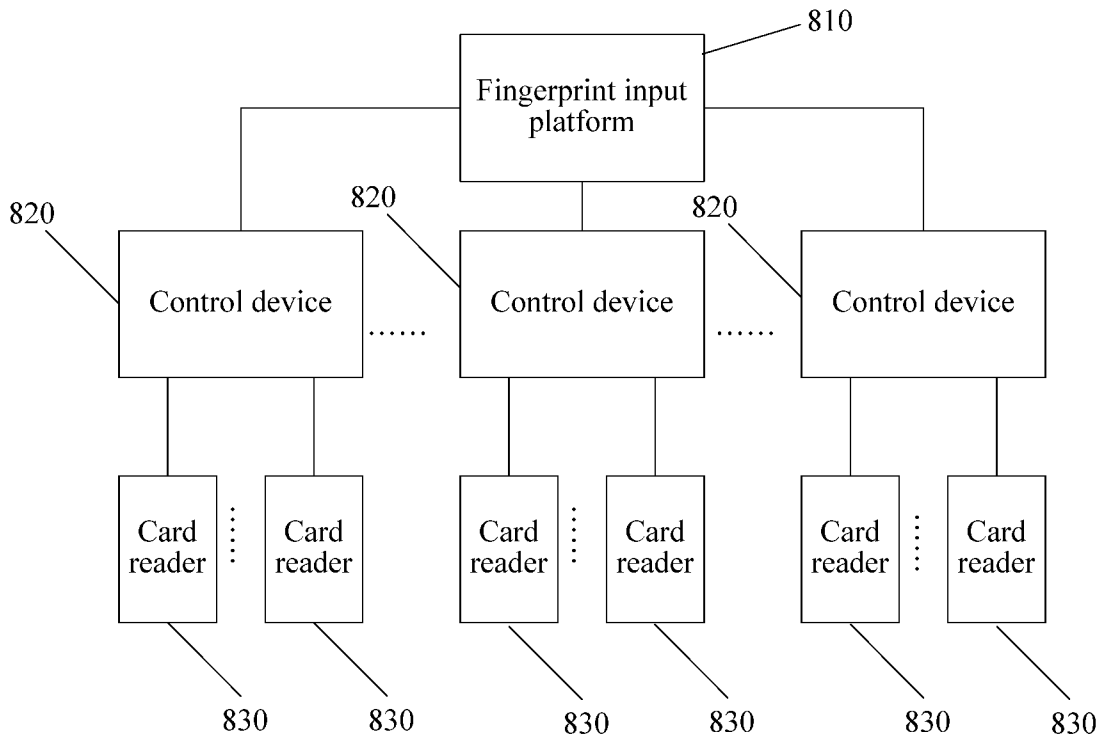 810
Fingerprint input
platform
820
820
820
Control device
Control device
Control device
......
......
Card
reader
Card
reader
Card
reader
Card
reader
Card
reader
Card
reader
830
830
830
830
830
830